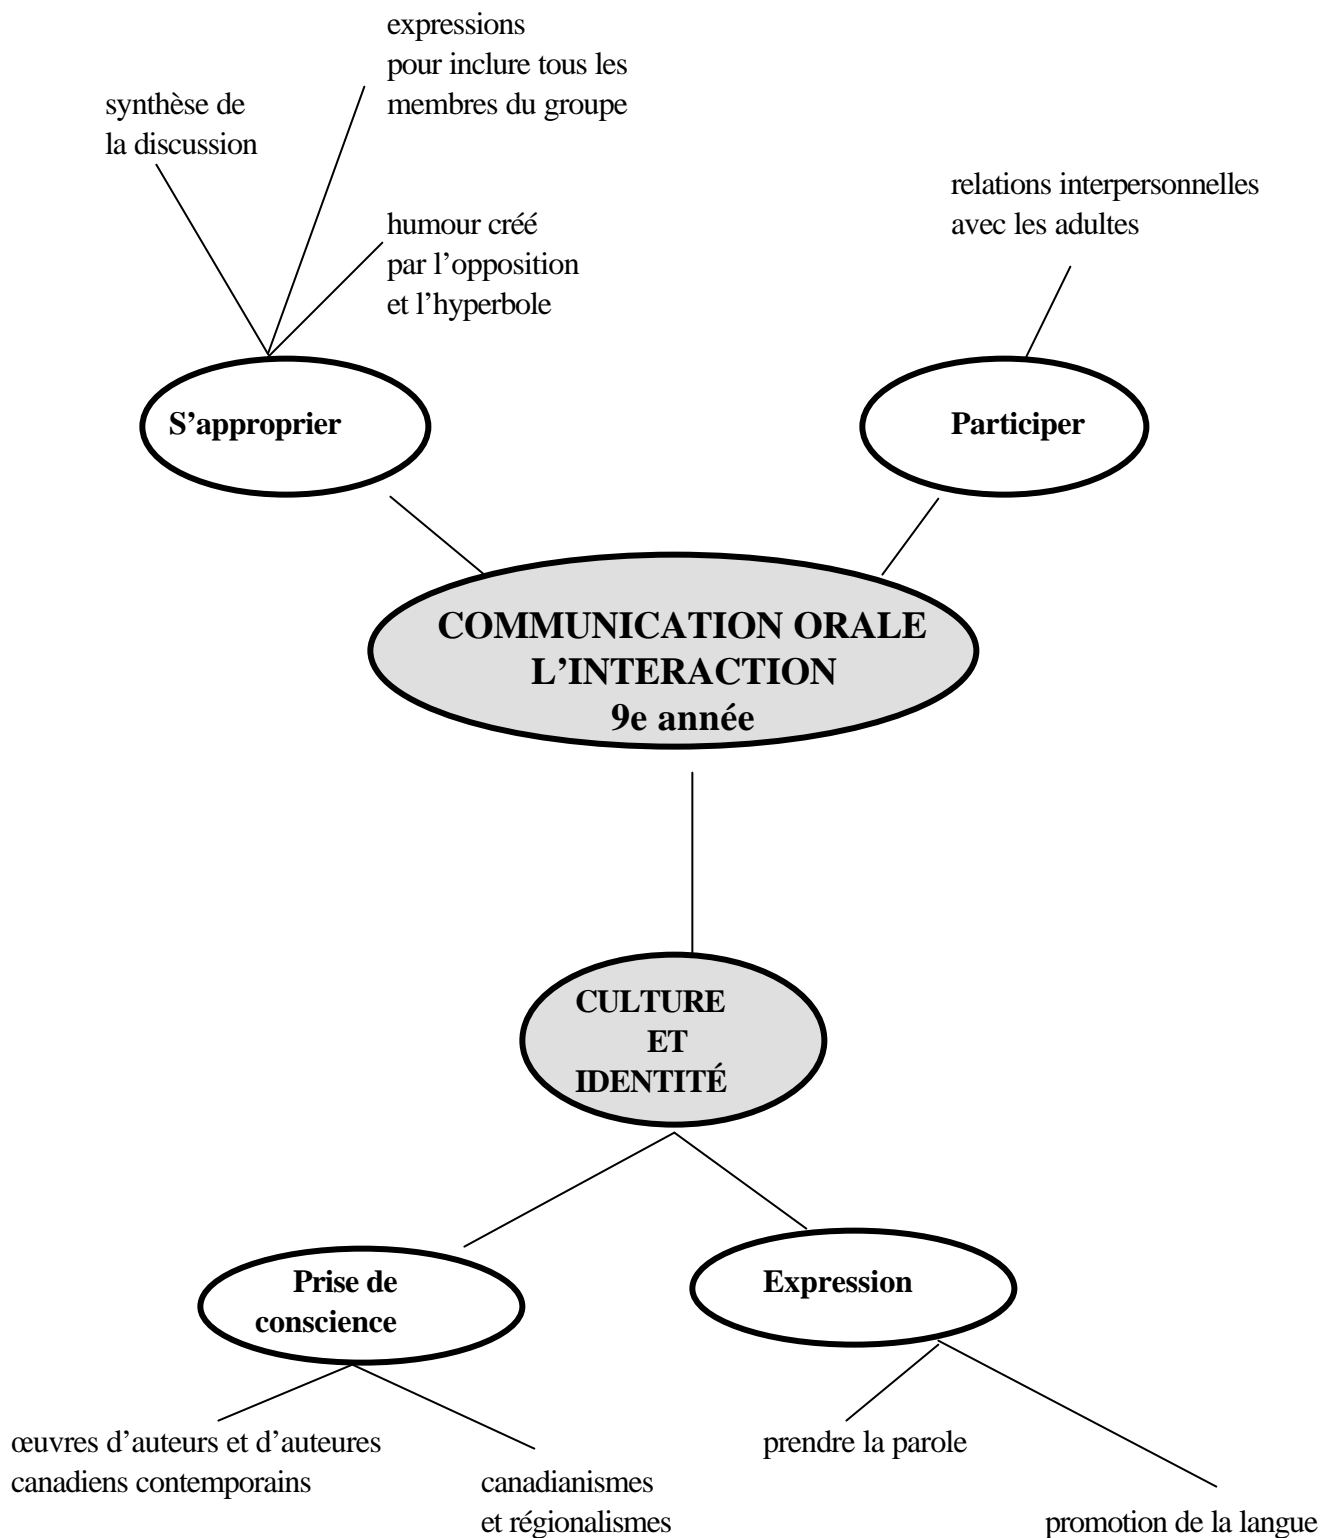 expressions
pour inclure tous les
membres du groupe
synthèse de
la discussion
relations interpersonnelles
avec les adultes
humour créé
par l’opposition
et l’hyperbole
S’approprier
Participer
COMMUNICATION ORALE
L’INTERACTION
9e année
CULTURE
ET
IDENTITÉ
Prise de
conscience
Expression
œuvres d’auteurs et d’auteures
canadiens contemporains
canadianismes
et régionalismes
prendre la parole
promotion de la langue